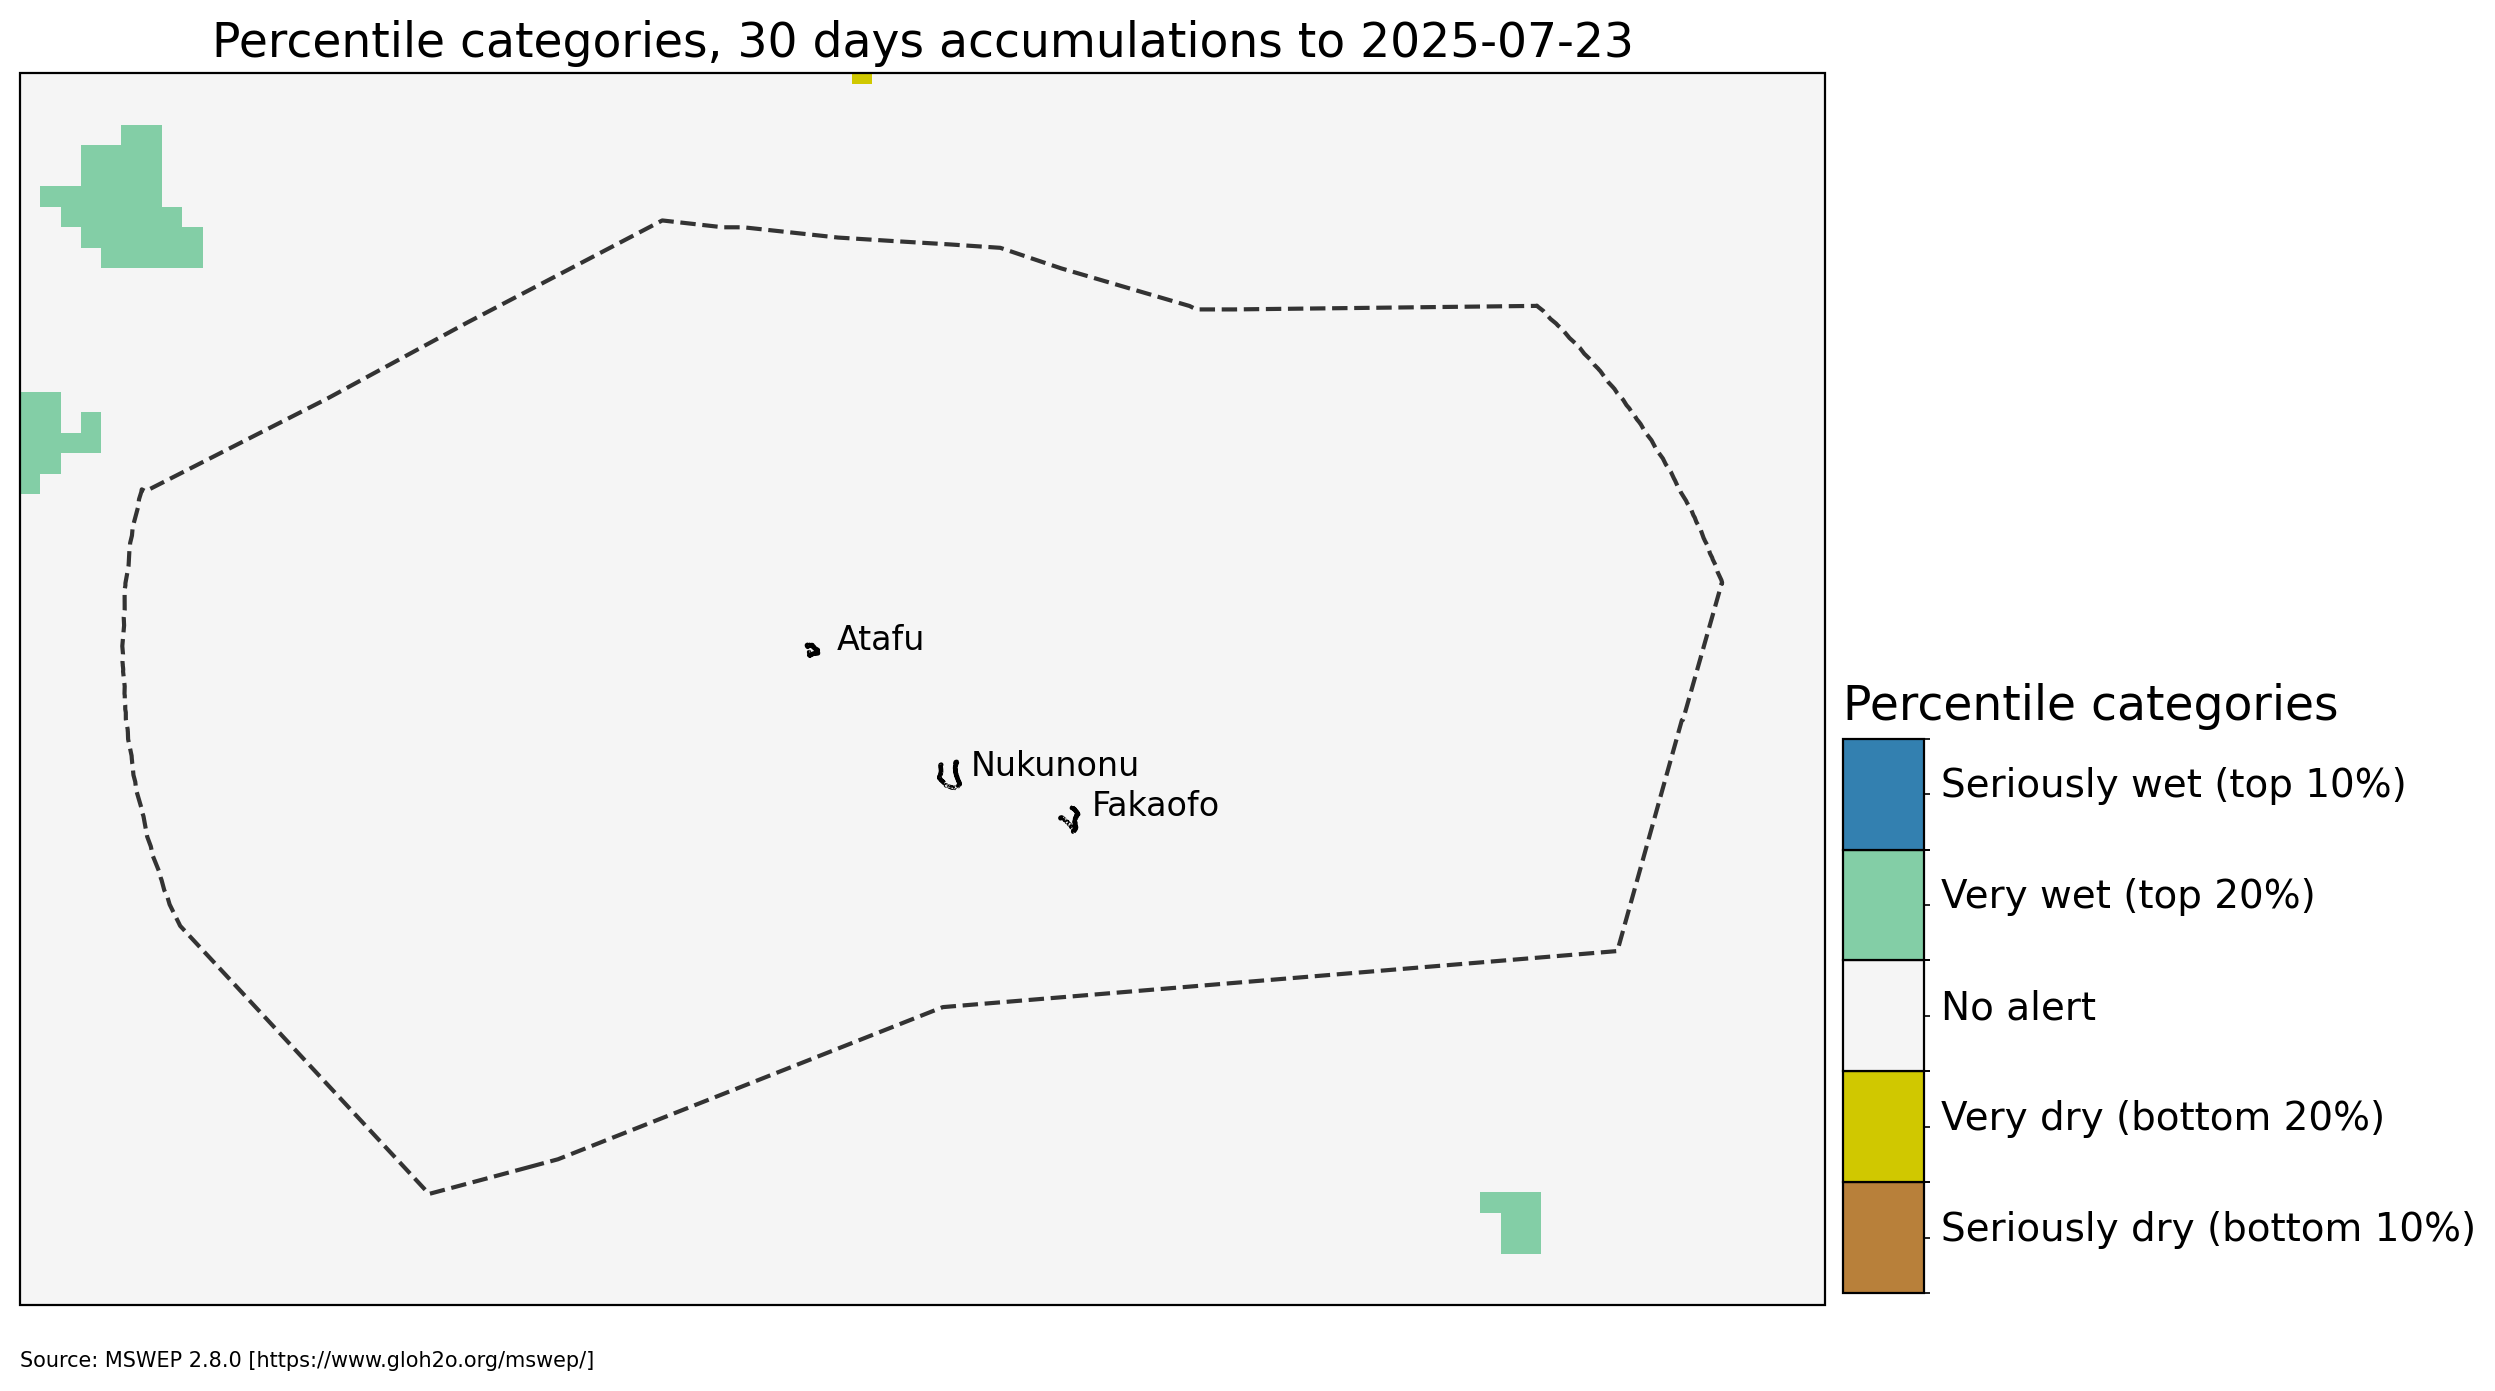 Percentile categories, 30 days accumulations to 2025-07-23
Atafu
Nukunonu
Fakaofo
Percentile categories
Seriously wet (top 10%)
Very wet (top 20%)
No alert
Very dry (bottom 20%)
Seriously dry (bottom 10%)
Source: MSWEP 2.8.0 [https://www.gloh2o.org/mswep/]